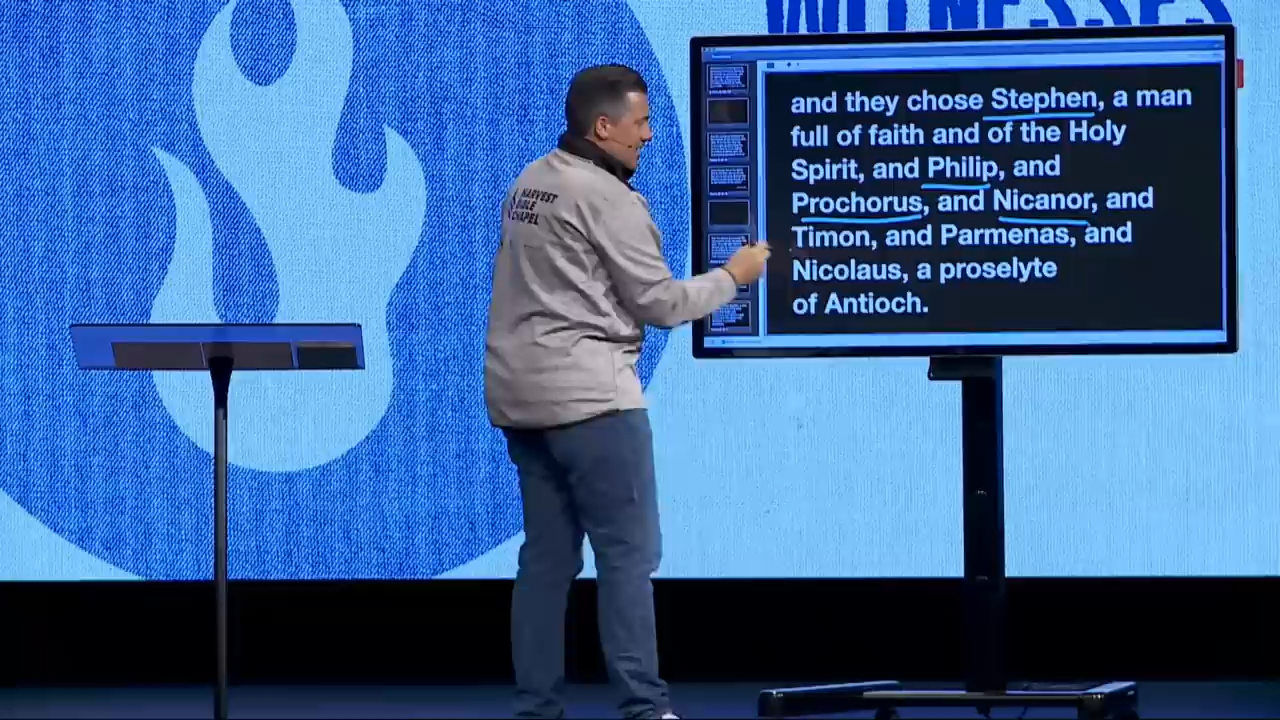 WITNESSES
and they chose Stephen, a man
full of faith and of the Holy
Spirit, and Philip, and
Prochorus, and Nicanor, and
Timon, and Parmenas, and
Nicolaus, a proselyte
of Antioch.
HARVEST
BIBLE
CHAPEL